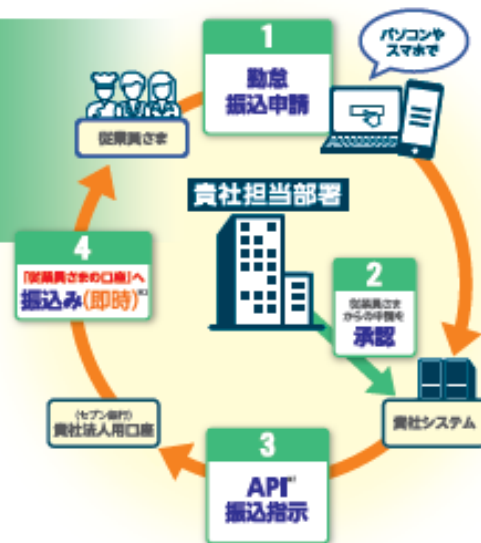 1
勤怠
振込申請
パソコンや
スマホで
従業員さま
貴社担当部署
2
従業員さま
からの申請を
承認
貴社システム
3
API※1
振込指示
(セブン銀行)
貴社法人用口座
4
「従業員さまの口座」へ
振込み(即時)※2